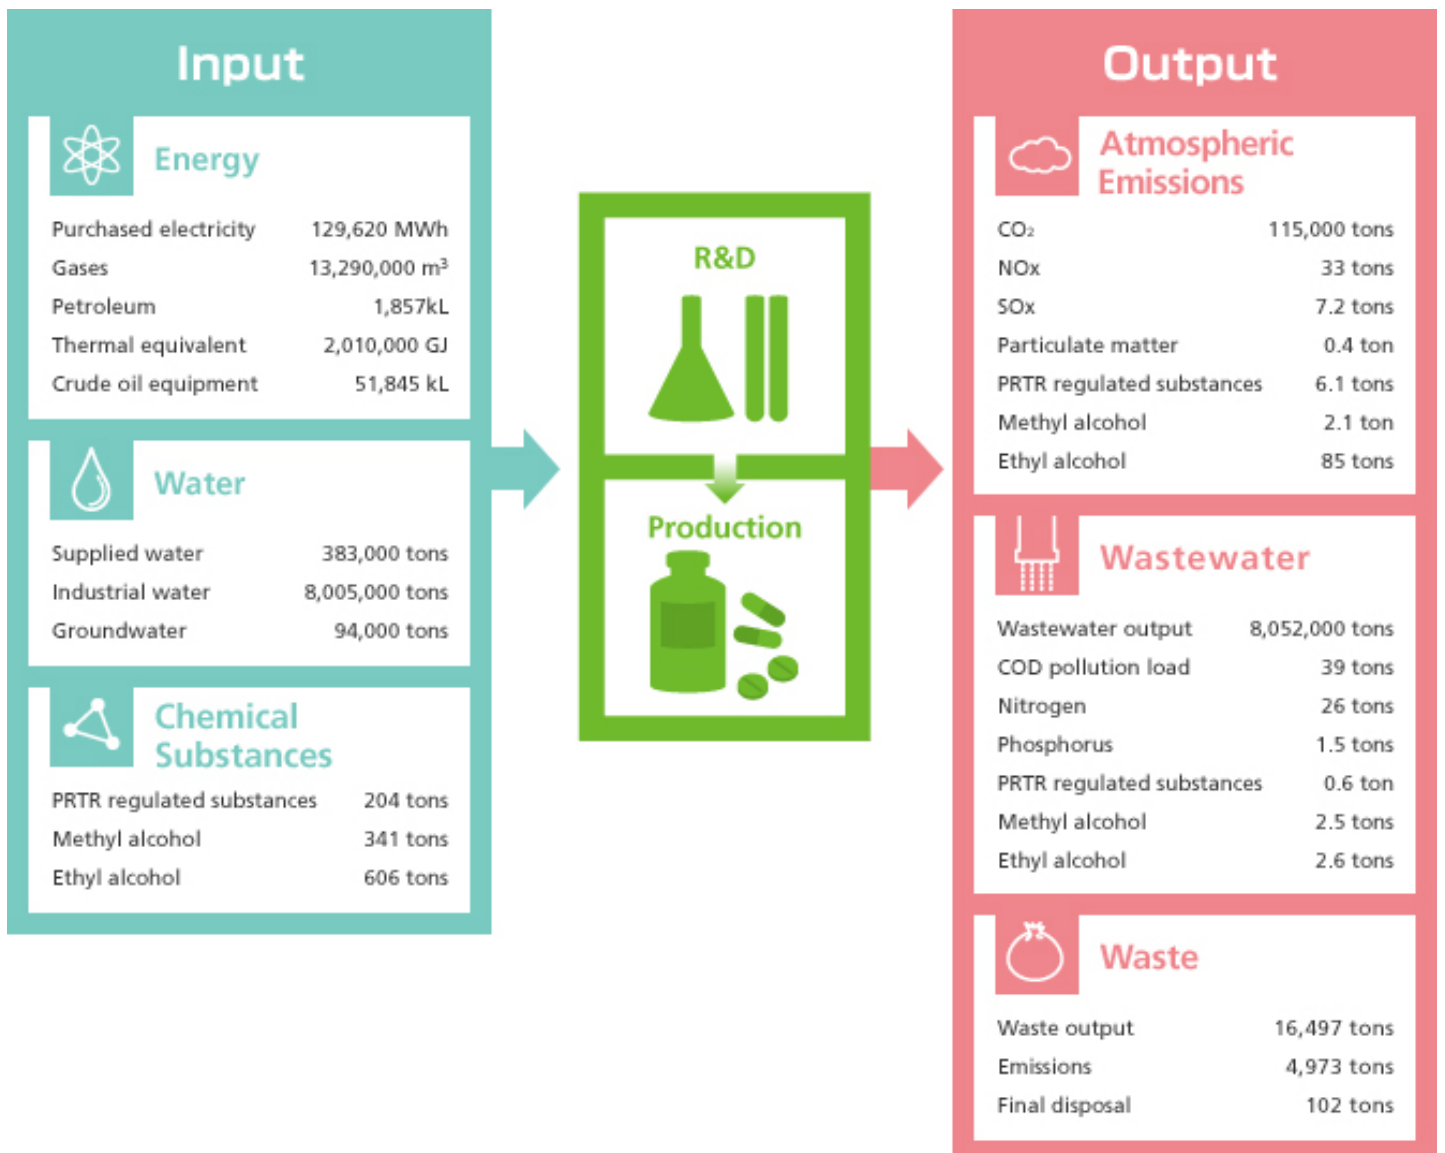 Input
Energy
Purchased electricity 129,620 MWh
Gases 13,290,000 m³
Petroleum 1,857kL
Thermal equivalent 2,010,000 GJ
Crude oil equipment 51,845 kL
Water
Supplied water 383,000 tons
Industrial water 8,005,000 tons
Groundwater 94,000 tons
Chemical
Substances
PRTR regulated substances 204 tons
Methyl alcohol 341 tons
Ethyl alcohol 606 tons
R&D
Production
Output
Atmospheric
Emissions
CO₂ 115,000 tons
NOx 33 tons
SOx 7.2 tons
Particulate matter 0.4 ton
PRTR regulated substances 6.1 tons
Methyl alcohol 2.1 ton
Ethyl alcohol 85 tons
Wastewater
Wastewater output 8,052,000 tons
COD pollution load 39 tons
Nitrogen 26 tons
Phosphorus 1.5 tons
PRTR regulated substances 0.6 ton
Methyl alcohol 2.5 tons
Ethyl alcohol 2.6 tons
Waste
Waste output 16,497 tons
Emissions 4,973 tons
Final disposal 102 tons